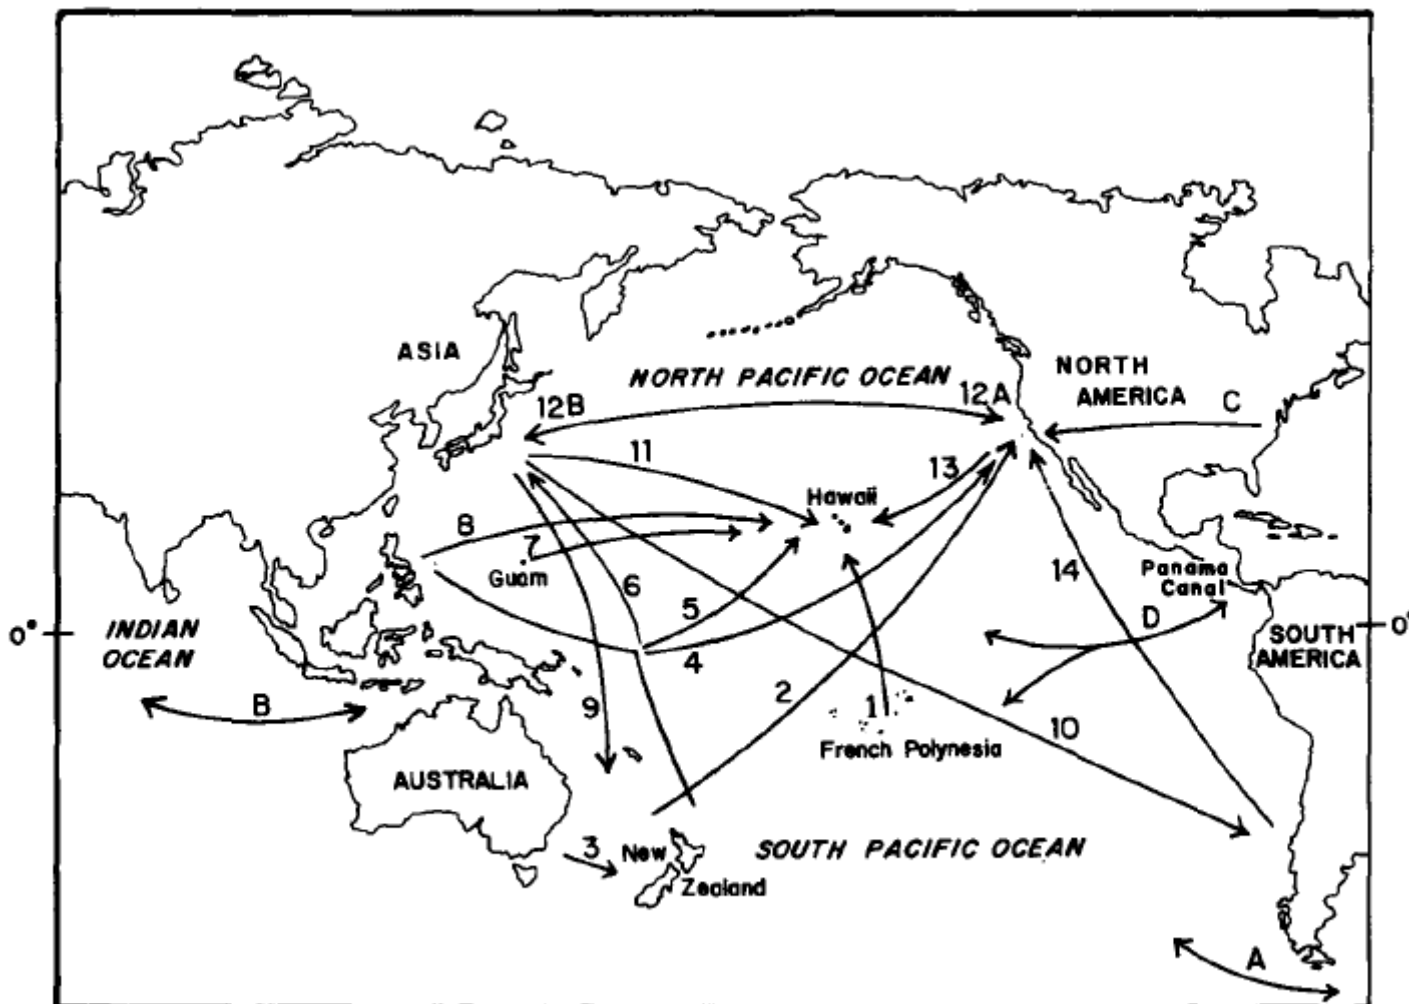 ASIA
NORTH PACIFIC OCEAN
NORTH
AMERICA
12B
12A
C
11
13
Hawaii
8
7
Guam
6
5
4
14
Panama
Canal
D
0°
INDIAN
OCEAN
SOUTH
AMERICA
0°
B
9
2
1
10
French Polynesia
AUSTRALIA
3
New
Zealand
SOUTH PACIFIC OCEAN
A